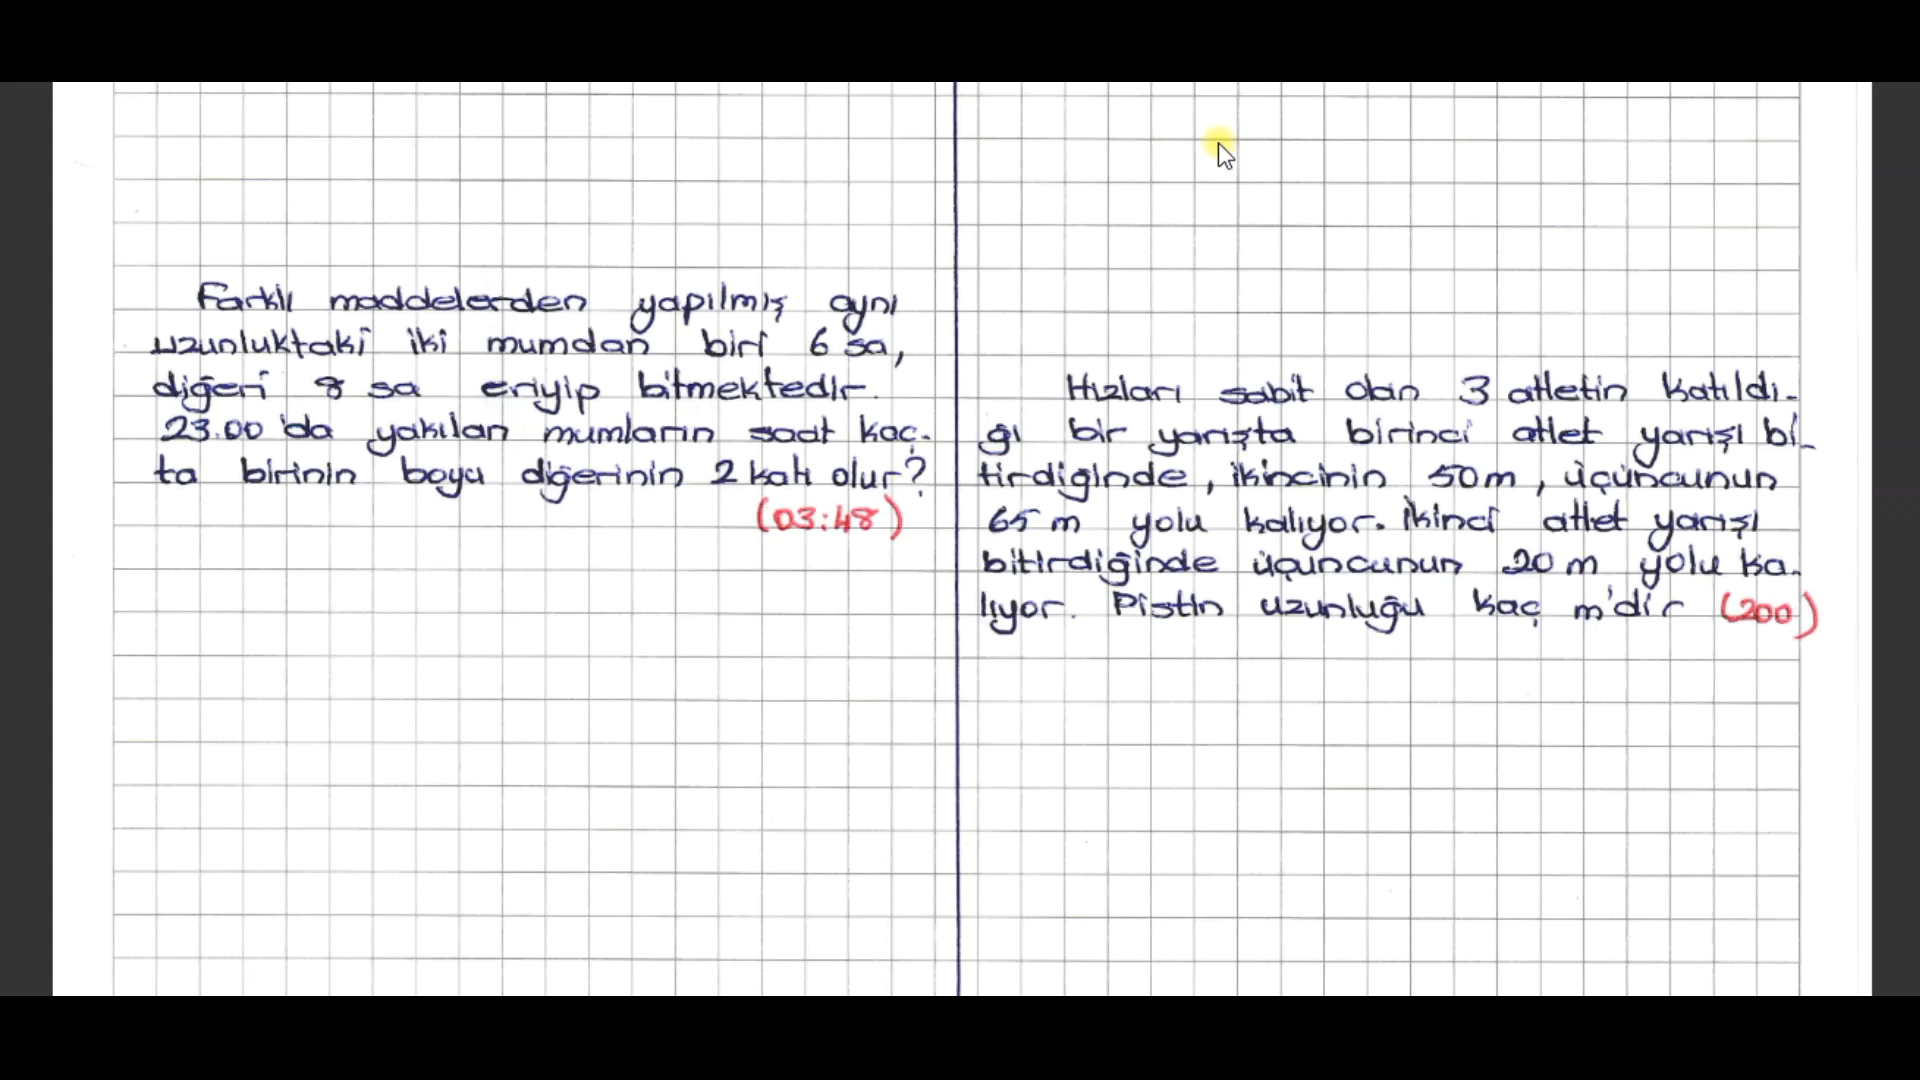 Farklı maddelerden yapılmış aynı
uzunluktaki iki mumdan biri 6 sa,
diğeri 8 sa eriyip bitmektedir.
23.00'da yakılan mumların saat kaç-
ta birinin boyu diğerinin 2 katı olur?
(03:48)
Hızları sabit olan 3 atletin katıldı-
ğı bir yarışta birinci atlet yarışı bi-
tirdiğinde, ikincinin 50m, üçüncünün
65 m yolu kalıyor. İkinci atlet yarışı
bitirdiğinde üçüncünün 20 m yolu ka-
lıyor. Pistin uzunluğu kaç m'dir (200)